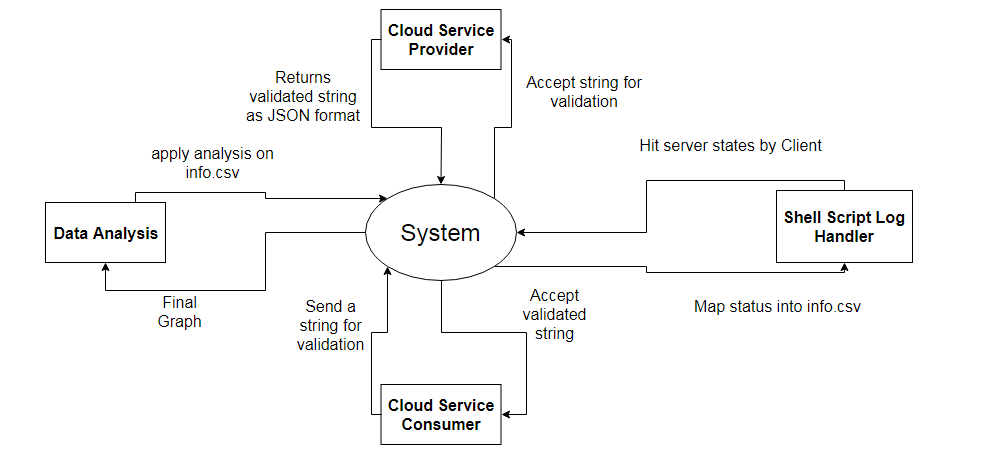 Cloud Service
Provider
Returns
validated string
as JSON format
Accept string for
validation
apply analysis on
info.csv
Hit server states by Client
Data Analysis
System
Shell Script Log
Handler
Final
Graph
Send a
string for
validation
Accept
validated
string
Map status into info.csv
Cloud Service
Consumer